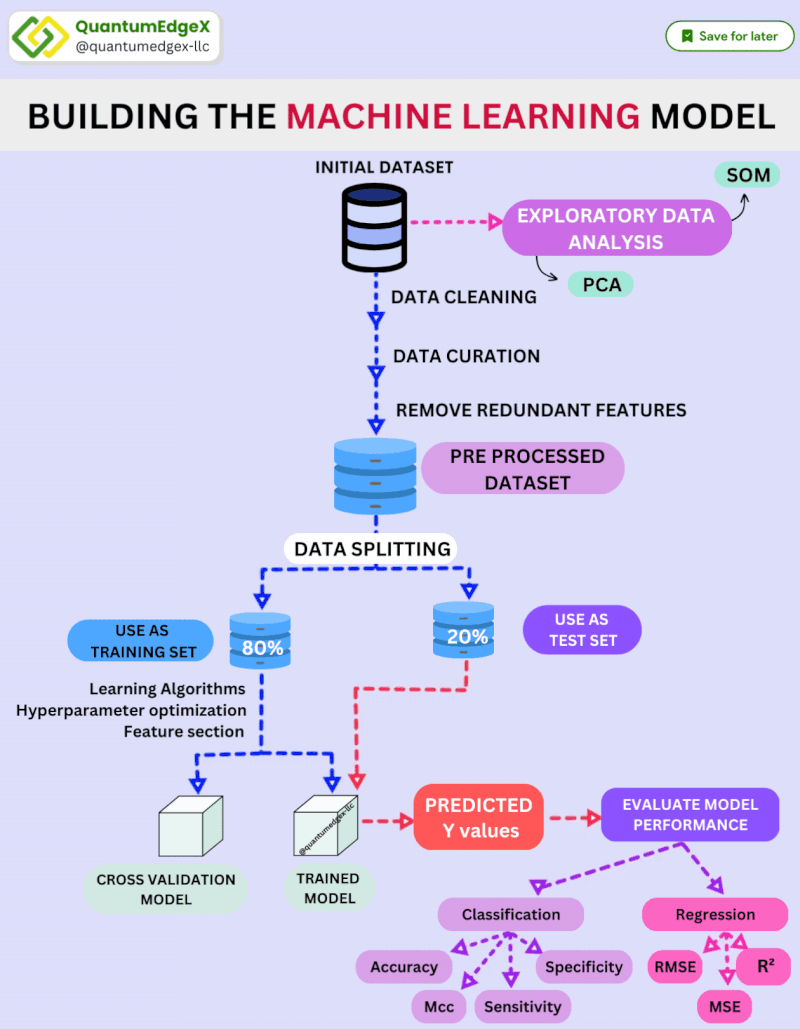 QuantumEdgeX
@quantumedgex-llc
Save for later
BUILDING THE MACHINE LEARNING MODEL
INITIAL DATASET
SOM
EXPLORATORY DATA
ANALYSIS
PCA
DATA CLEANING
DATA CURATION
REMOVE REDUNDANT FEATURES
PRE PROCESSED
DATASET
DATA SPLITTING
USE AS
TRAINING SET
80%
20%
USE AS
TEST SET
Learning Algorithms
Hyperparameter optimization
Feature section
@quantumedgex-llc
CROSS VALIDATION
MODEL
TRAINED
MODEL
PREDICTED
Y values
EVALUATE MODEL
PERFORMANCE
Classification
Regression
Accuracy
Specificity
Mcc
Sensitivity
RMSE
R²
MSE